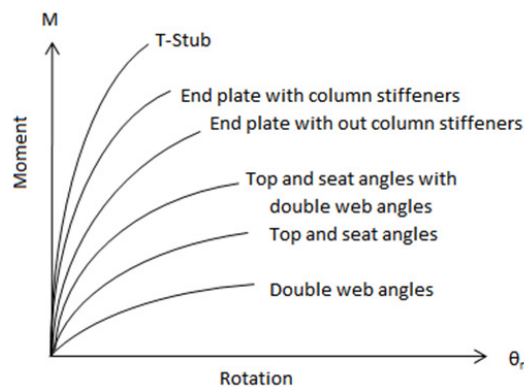 M
T-Stub
End plate with column stiffeners
End plate with out column stiffeners
Moment
Top and seat angles with
double web angles
Top and seat angles
Double web angles
θr
Rotation